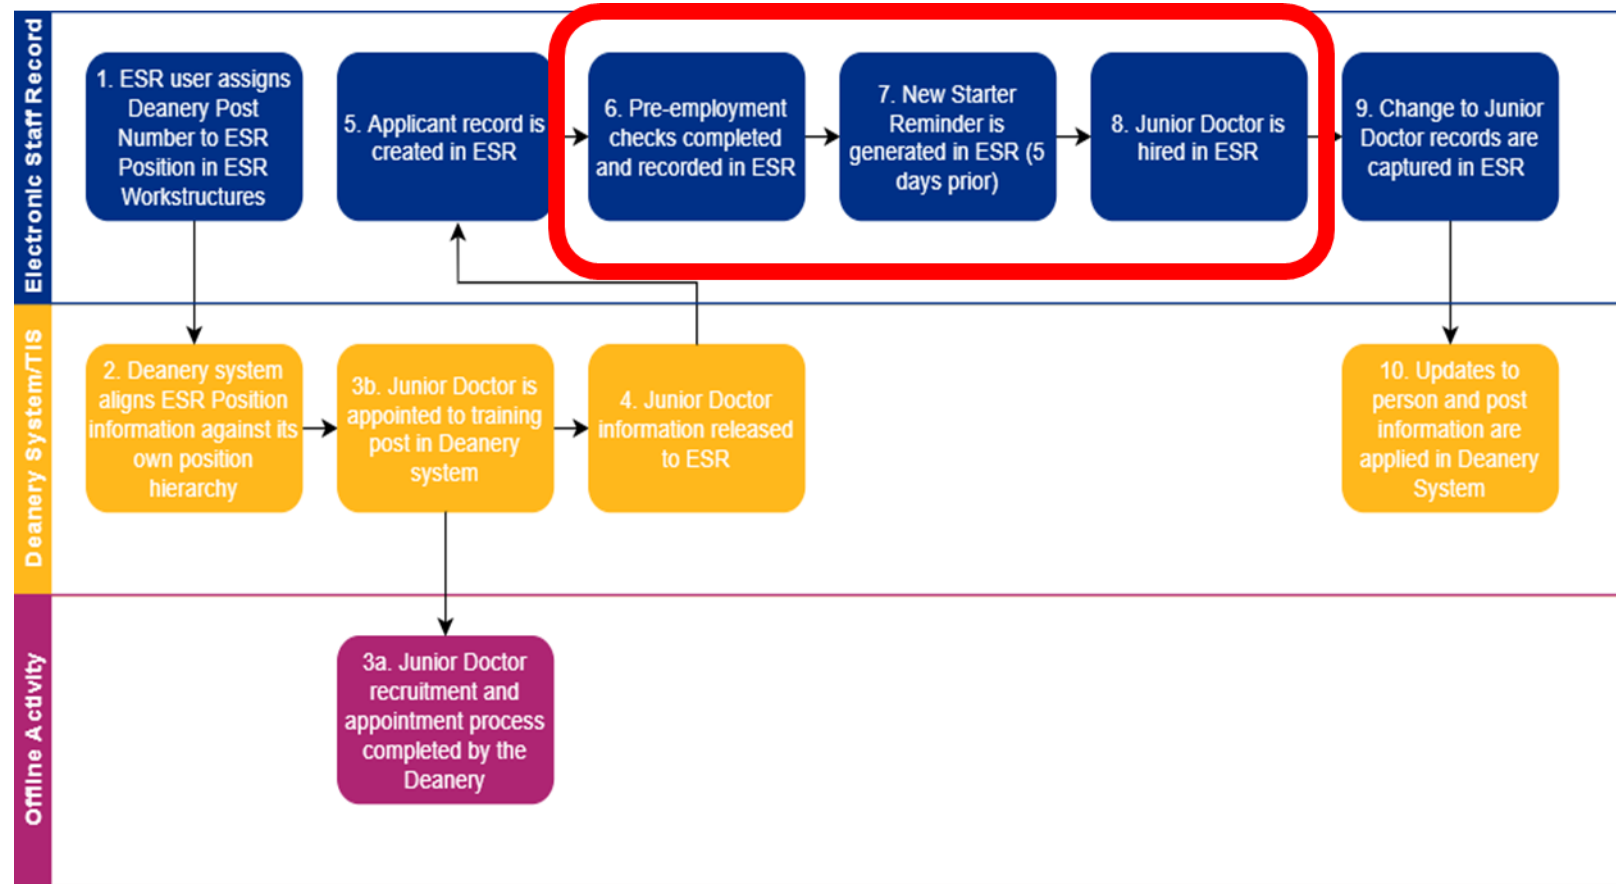 Electronic Staff Record
1. ESR user assigns
Deanery Post
Number to ESR
Position in ESR
Workstructures
5. Applicant record is
created in ESR
6. Pre-employment
checks completed
and recorded in ESR
7. New Starter
Reminder is
generated in ESR (5
days prior)
8. Junior Doctor is
hired in ESR
9. Change to Junior
Doctor records are
captured in ESR
Deanery System/TIS
2. Deanery system
aligns ESR Position
information against its
own position
hierarchy
3b. Junior Doctor is
appointed to training
post in Deanery
system
4. Junior Doctor
information released
to ESR
10. Updates to
person and post
information are
applied in Deanery
System
Offline Activity
3a. Junior Doctor
recruitment and
appointment process
completed by the
Deanery